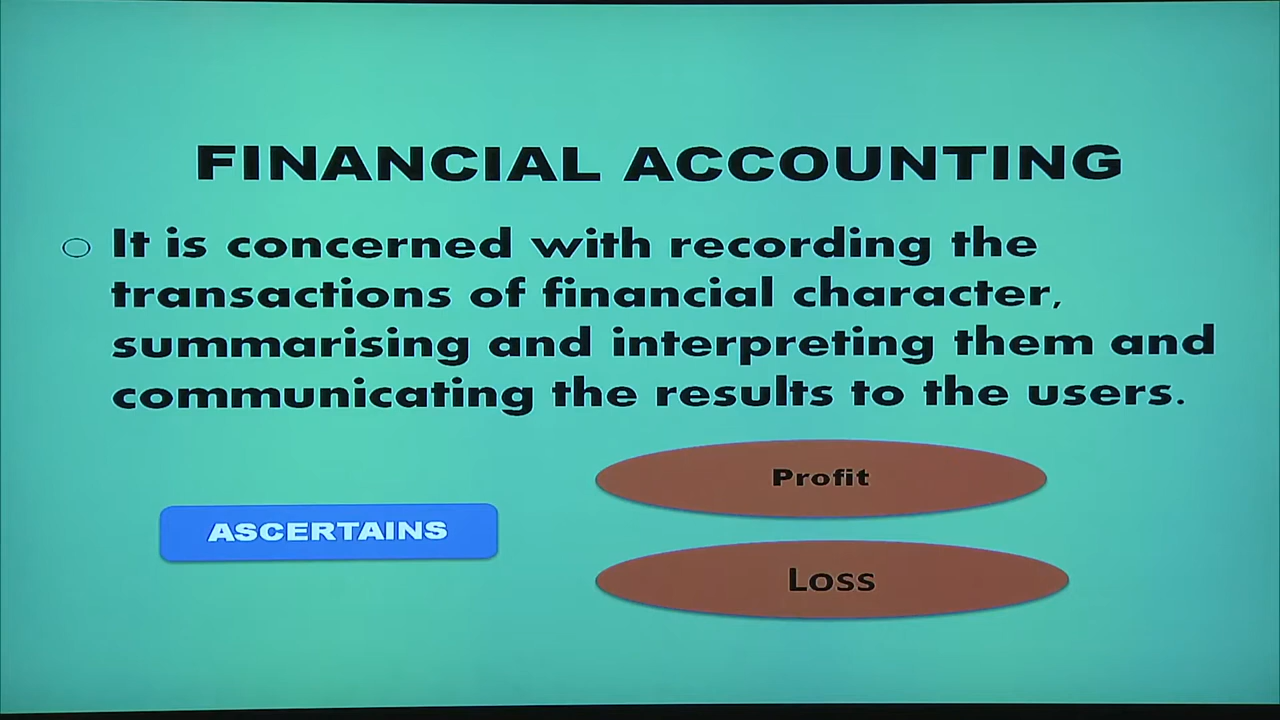 FINANCIAL ACCOUNTING
It is concerned with recording the
transactions of financial character,
summarising and interpreting them and
communicating the results to the users.
Profit
ASCERTAINS
Loss